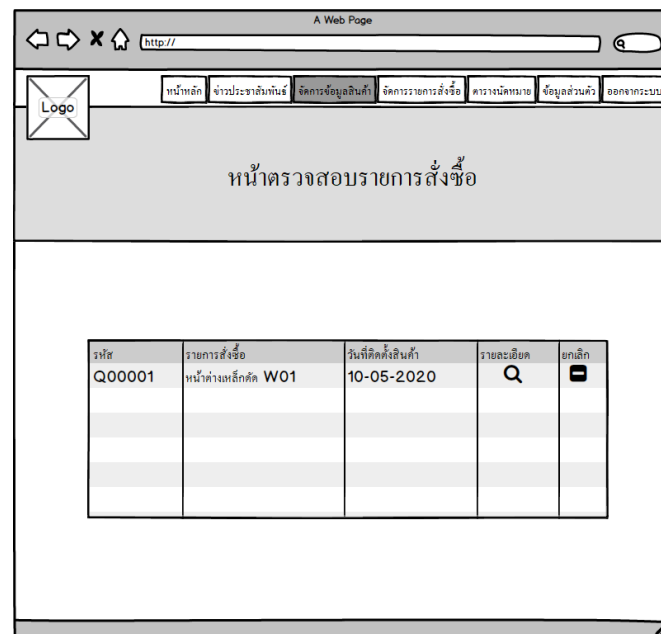 A Web Page
http://
Logo
หน้าหลัก ข่าวประชาสัมพันธ์ จัดการข้อมูลสินค้า จัดการรายการสั่งซื้อ ตารางนัดหมาย ข้อมูลส่วนตัว ออกจากระบบ
หน้าตรวจสอบรายการสั่งซื้อ
รหัส รายการสั่งซื้อ วันที่ติดตั้งสินค้า รายละเอียด ยกเลิก
Q00001 หน้าต่างเหล็กดัด W01 10-05-2020